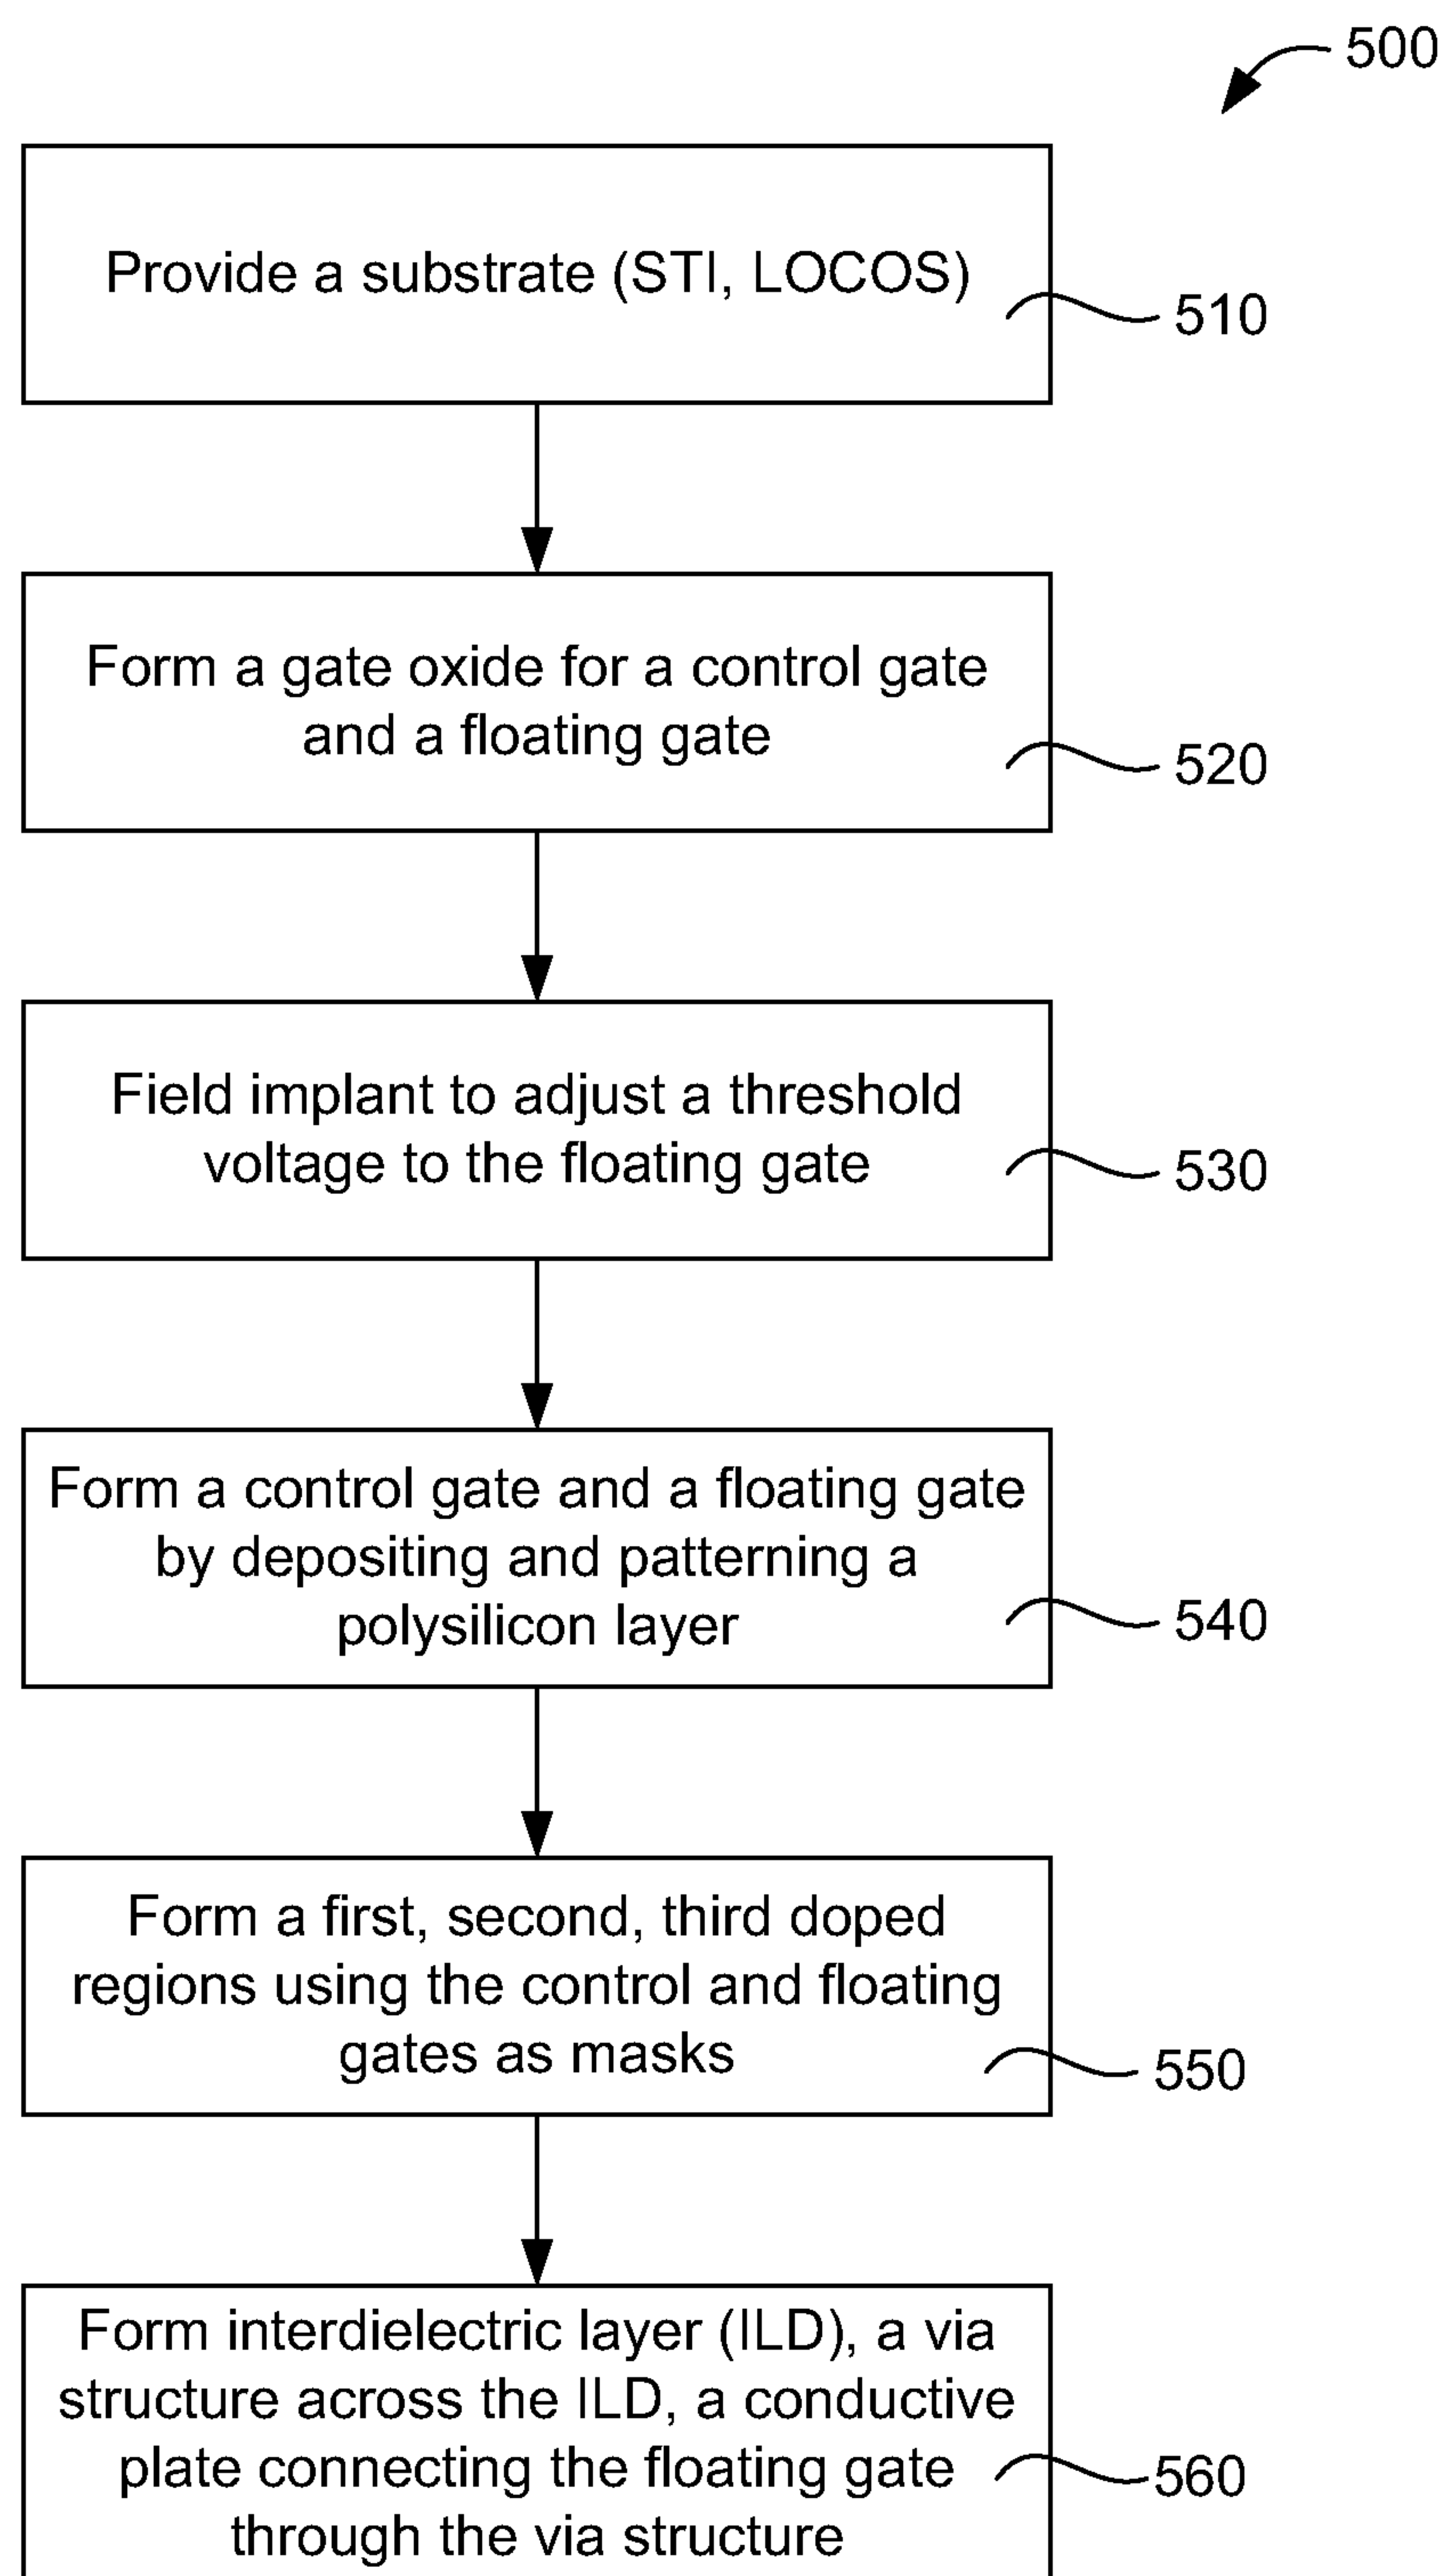 500
Provide a substrate (STI, LOCOS)
510
Form a gate oxide for a control gate
and a floating gate
520
Field implant to adjust a threshold
voltage to the floating gate
530
Form a control gate and a floating gate
by depositing and patterning a
polysilicon layer
540
Form a first, second, third doped
regions using the control and floating
gates as masks
550
Form interdielectric layer (ILD), a via
structure across the ILD, a conductive
plate connecting the floating gate
through the via structure
560